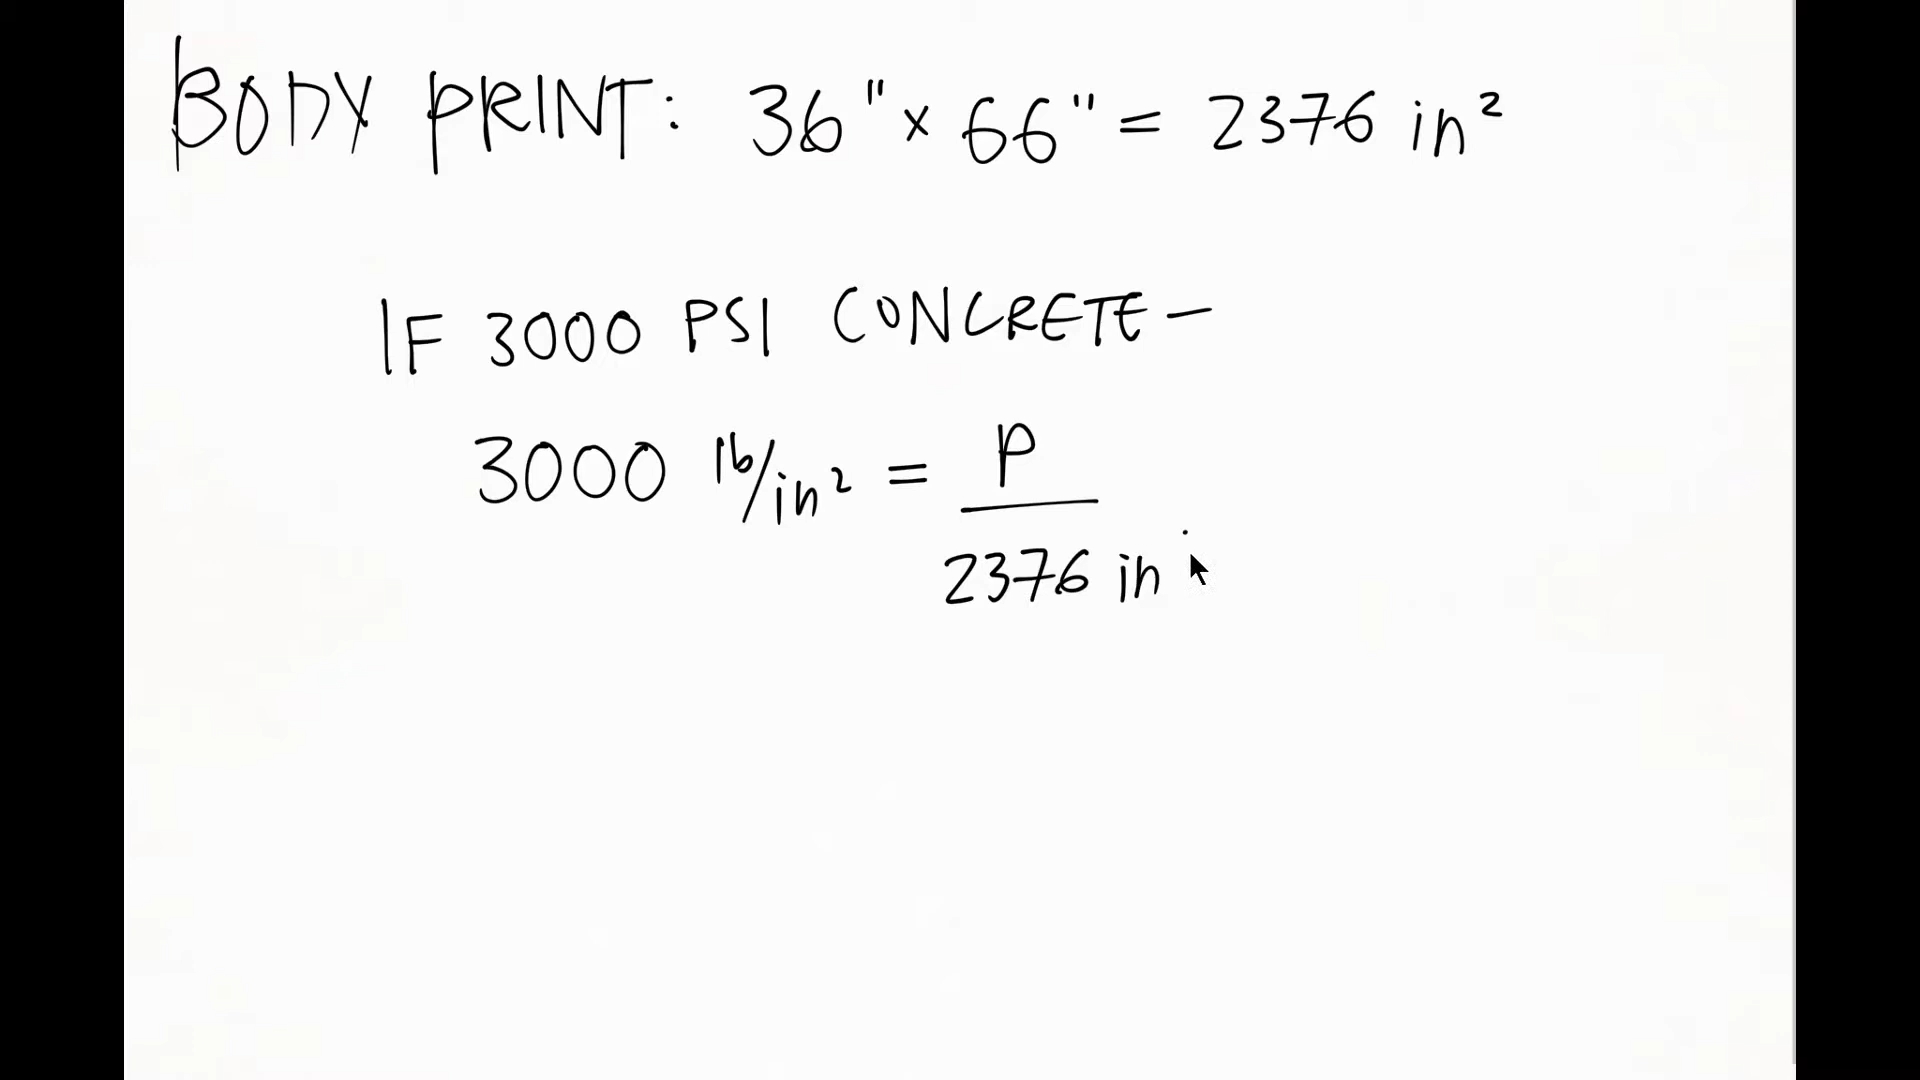 BODY PRINT: 36" x 66" = 2376 in²
IF 3000 PSI CONCRETE -
3000 lb/in² = P
2376 in